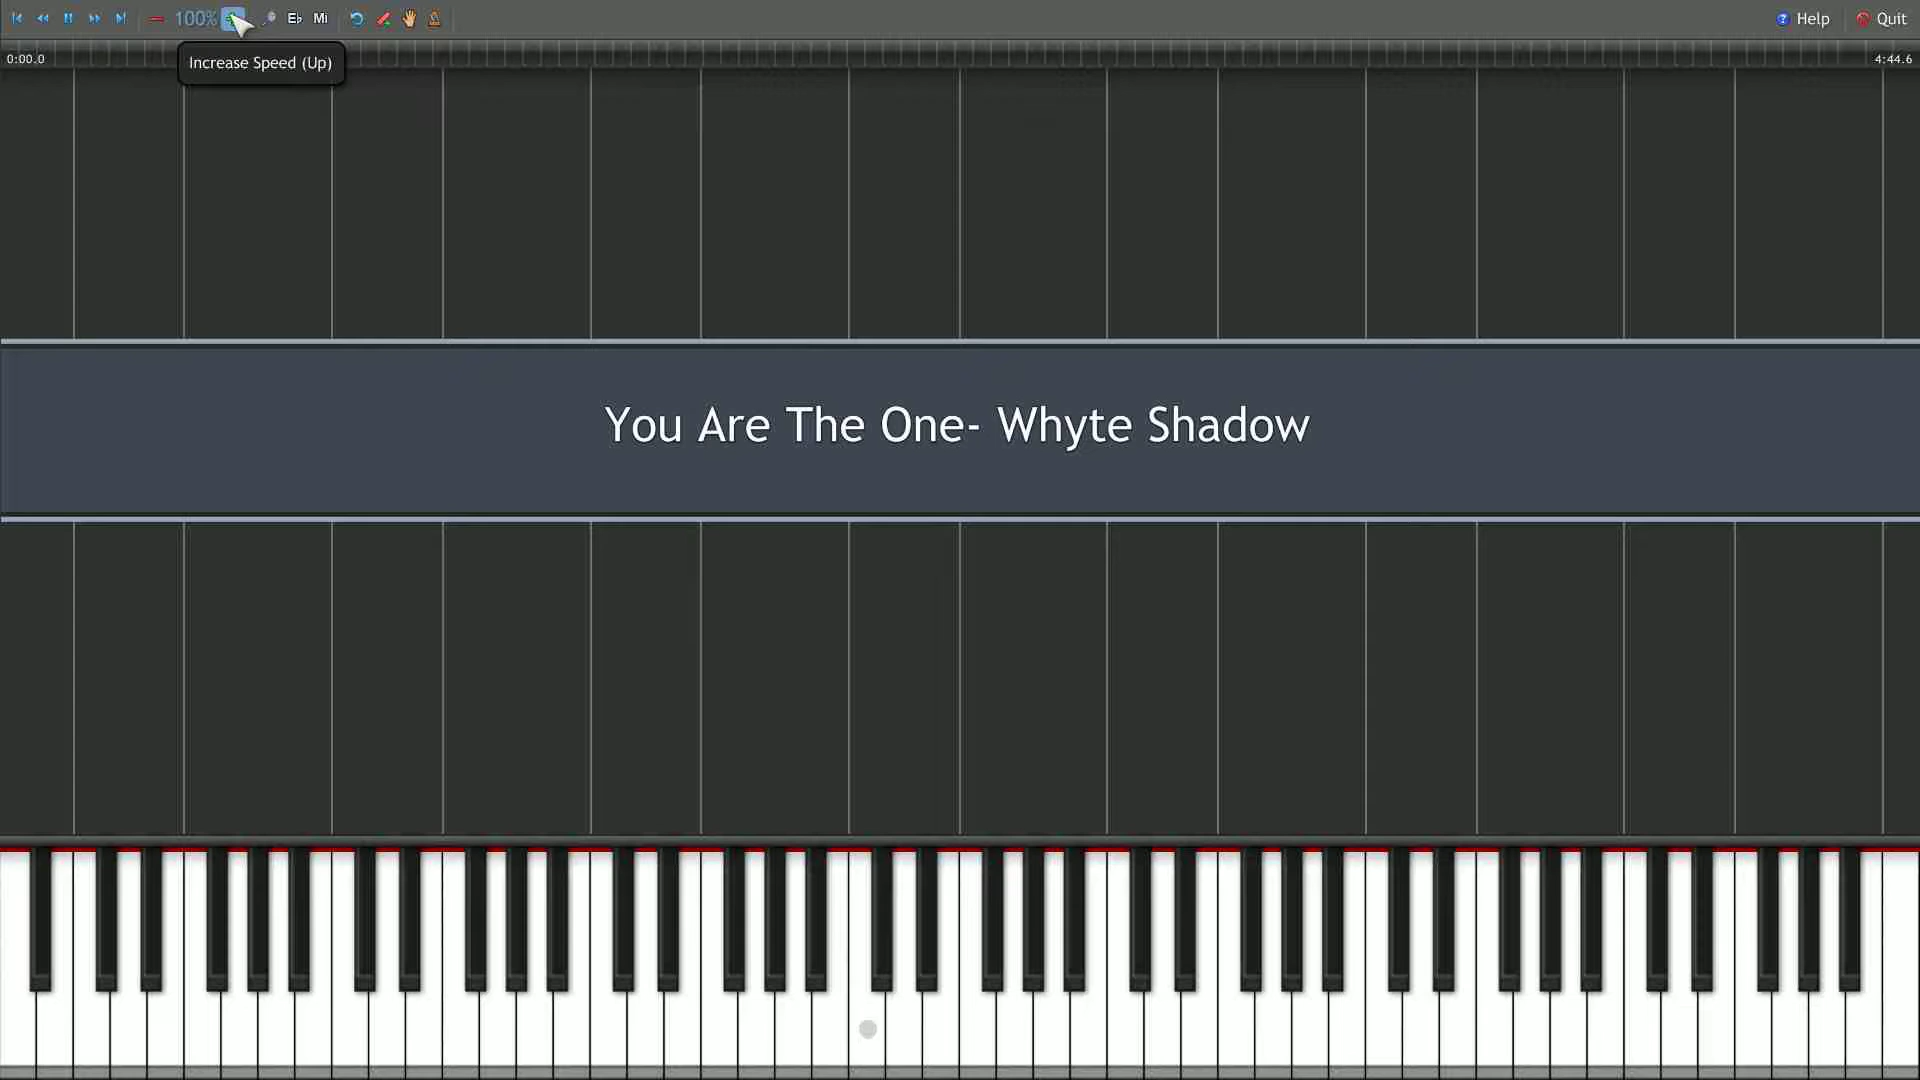 100% E♭ Mi Help Quit
0:00.0 4:44.6
Increase Speed (Up)
You Are The One- Whyte Shadow